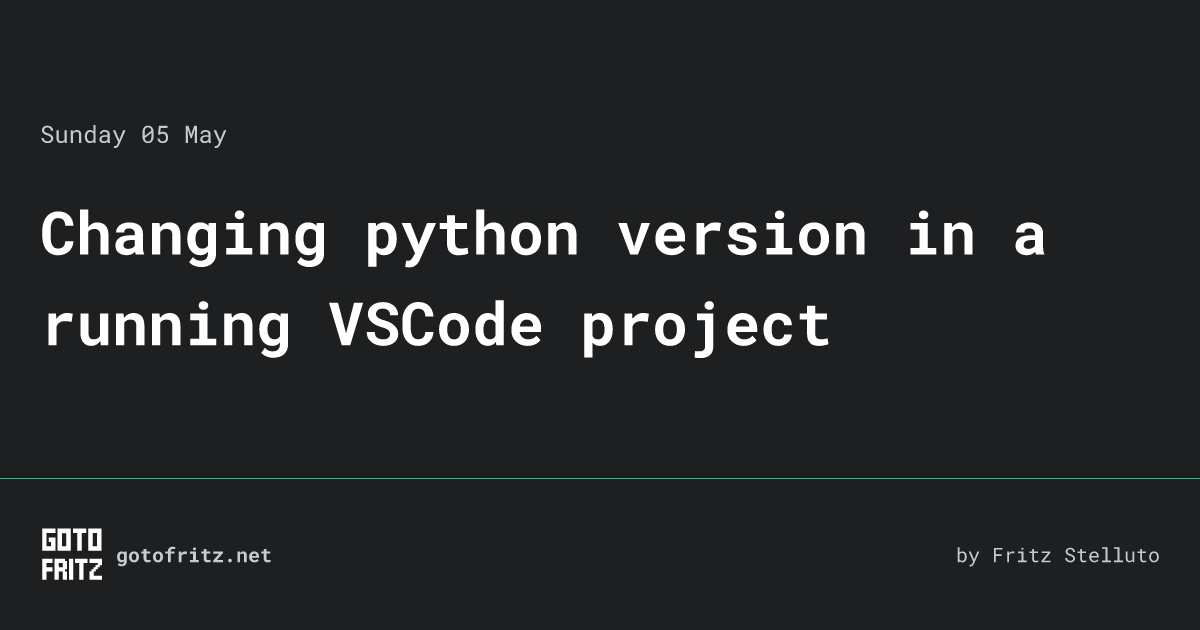 Sunday 05 May
Changing python version in a
running VSCode project
GOTO
FRITZ
gotofritz.net
by Fritz Stelluto